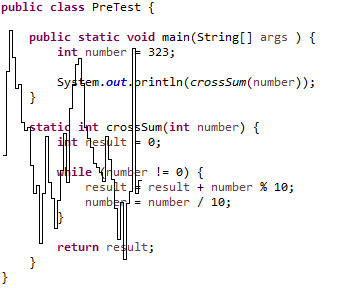 public class PreTest {
public static void main(String[] args ) {
int number = 323;
System.out.println(crossSum(number));
}
static int crossSum(int number) {
int result = 0;
while (number != 0) {
result = result + number % 10;
number = number / 10;
}
return result;
}
}